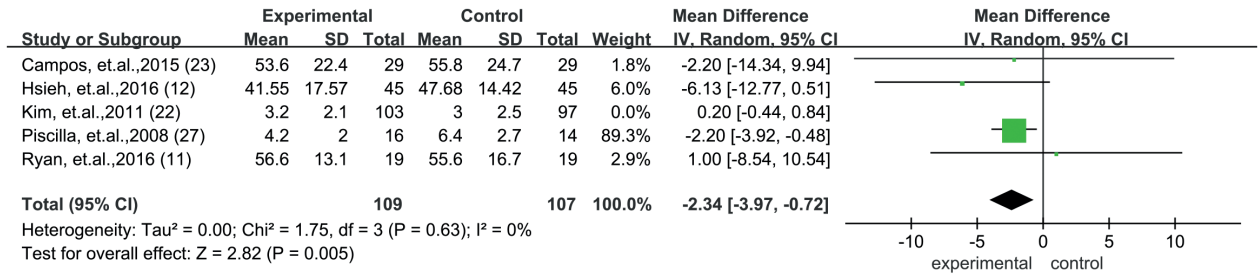 Experimental Control Mean Difference Mean Difference
Study or Subgroup Mean SD Total Mean SD Total Weight IV, Random, 95% CI IV, Random, 95% CI
Campos, et.al.,2015 (23) 53.6 22.4 29 55.8 24.7 29 1.8% -2.20 [-14.34, 9.94]
Hsieh, et.al.,2016 (12) 41.55 17.57 45 47.68 14.42 45 6.0% -6.13 [-12.77, 0.51]
Kim, et.al.,2011 (22) 3.2 2.1 103 3 2.5 97 0.0% 0.20 [-0.44, 0.84]
Piscilla, et.al.,2008 (27) 4.2 2 16 6.4 2.7 14 89.3% -2.20 [-3.92, -0.48]
Ryan, et.al.,2016 (11) 56.6 13.1 19 55.6 16.7 19 2.9% 1.00 [-8.54, 10.54]
Total (95% CI) 109 107 100.0% -2.34 [-3.97, -0.72]
Heterogeneity: Tau² = 0.00; Chi² = 1.75, df = 3 (P = 0.63); I² = 0%
Test for overall effect: Z = 2.82 (P = 0.005)
-10 -5 0 5 10
experimental control